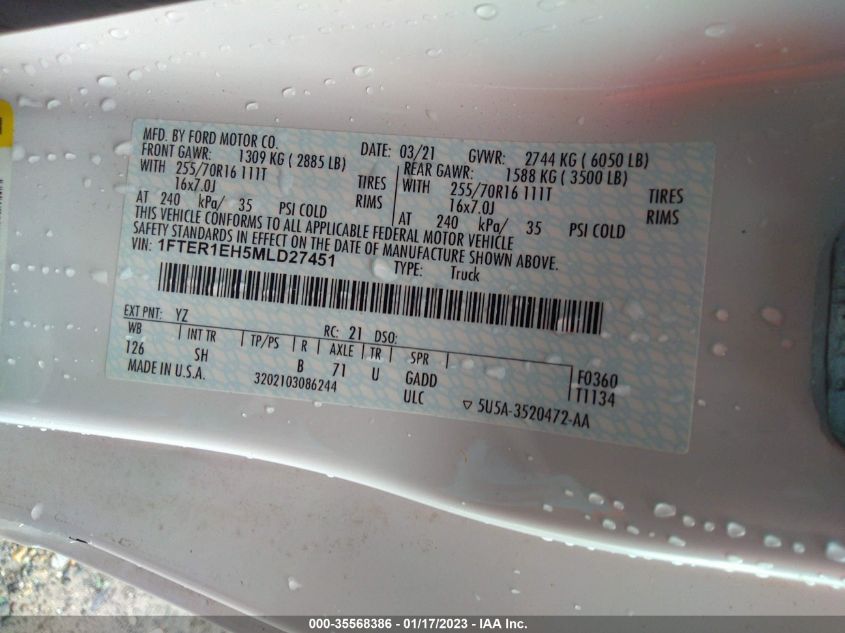 MFD. BY FORD MOTOR CO. DATE: 03/21 GVWR: 2744 KG ( 6050 LB)
FRONT GAWR: 1309 KG ( 2885 LB) REAR GAWR: 1588 KG ( 3500 LB)
WITH 255/70R16 111T TIRES WITH 255/70R16 111T TIRES
16x7.0J RIMS 16x7.0J RIMS
AT 240 kPa/ 35 PSI COLD AT 240 kPa/ 35 PSI COLD
THIS VEHICLE CONFORMS TO ALL APPLICABLE FEDERAL MOTOR VEHICLE
SAFETY STANDARDS IN EFFECT ON THE DATE OF MANUFACTURE SHOWN ABOVE.
VIN: 1FTER1EH5MLD27451 TYPE: Truck
EXT PNT: YZ RC: 21 DSO:
WB INT TR TP/PS R AXLE TR SPR
126 SH B 71 U GADD F0360
MADE IN U.S.A. 3202103086244 ULC T1134
5U5A-3520472-AA
000-35568386 - 01/17/2023 - IAA Inc.